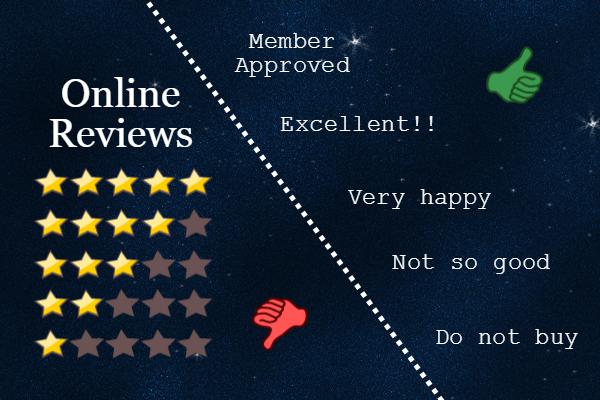 Online
Reviews
Member
Approved
Excellent!!
Very happy
Not so good
Do not buy